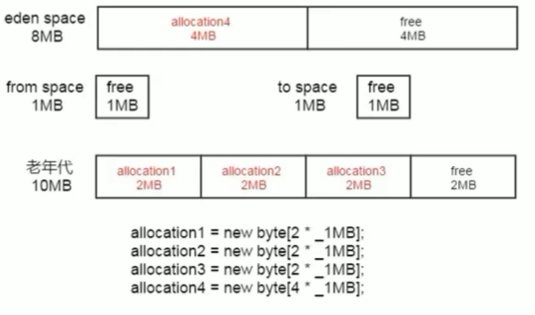 eden space
8MB
allocation4
4MB
free
4MB
from space
1MB
free
1MB
to space
1MB
free
1MB
老年代
10MB
allocation1
2MB
allocation2
2MB
allocation3
2MB
free
2MB
allocation1 = new byte[2 * _1MB];
allocation2 = new byte[2 * _1MB];
allocation3 = new byte[2 * _1MB];
allocation4 = new byte[4 * _1MB];